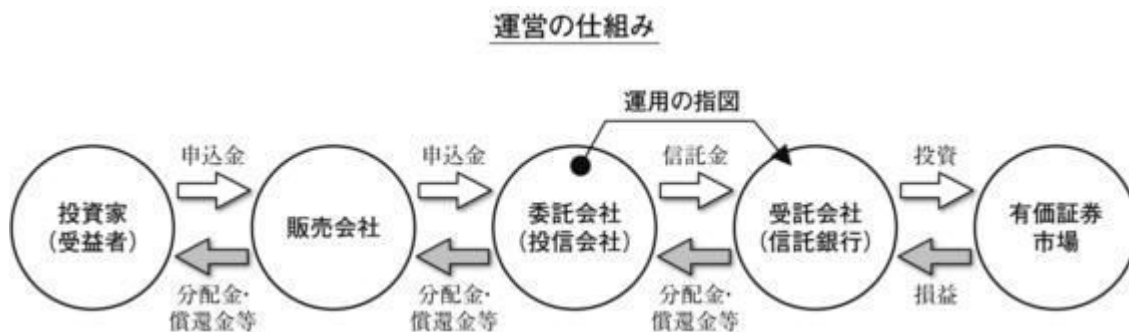 運営の仕組み
運用の指図
申込金
申込金
信託金
投資
投資家
(受益者)
販売会社
委託会社
(投信会社)
受託会社
(信託銀行)
有価証券
市場
分配金・
償還金等
分配金・
償還金等
分配金・
償還金等
損益